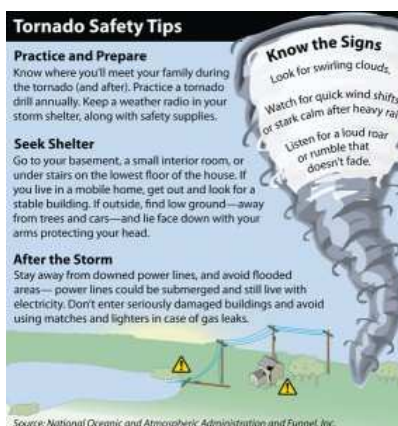 Tornado Safety Tips
Practice and Prepare
Know where you'll meet your family during
the tornado (and after). Practice a tornado
drill annually. Keep a weather radio in your
storm shelter, along with safety supplies.
Seek Shelter
Go to your basement, a small interior room, or
under stairs on the lowest floor of the house. If
you live in a mobile home, get out and look for a
stable building. If outside, find low ground—away
from trees and cars—and lie face down with your
arms protecting your head.
After the Storm
Stay away from downed power lines, and avoid flooded
areas— power lines could be submerged and still live with
electricity. Don't enter seriously damaged buildings and avoid
using matches and lighters in case of gas leaks.
Know the Signs
Look for swirling clouds.
Watch for quick wind shifts
or stark calm after heavy rai
Listen for a loud roar
or rumble that
doesn't fade.
Source: National Oceanic and Atmospheric Administration and Funnel, Inc.